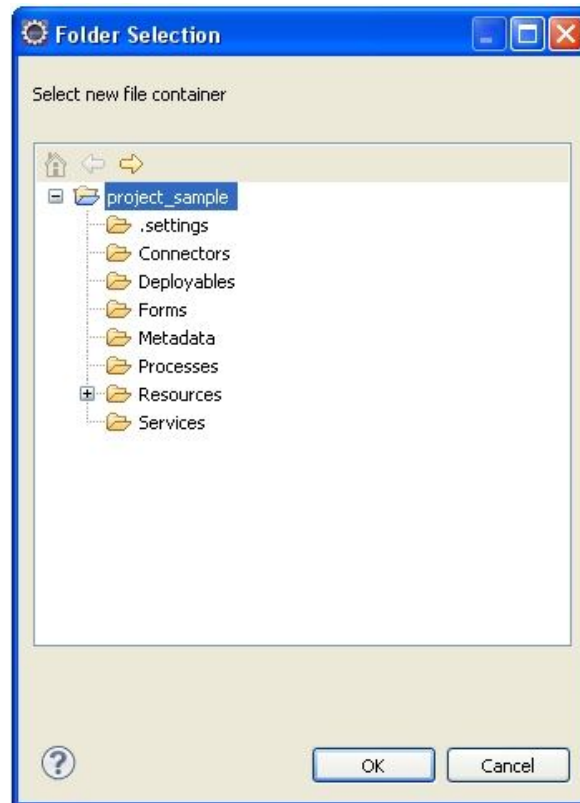 Folder Selection
Select new file container
project_sample
.settings
Connectors
Deployables
Forms
Metadata
Processes
Resources
Services
?
OK
Cancel